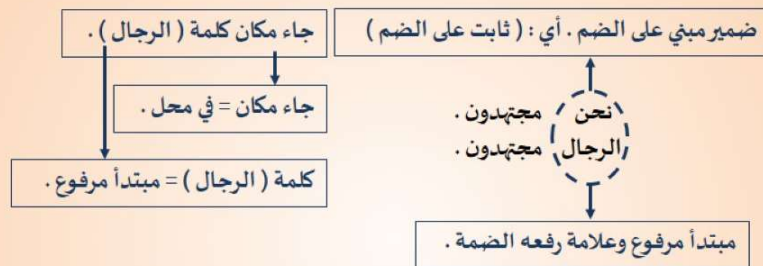 ضمير مبني على الضم . أي : ( ثابت على الضم )
جاء مكان كلمة ( الرجال ) .
جاء مكان = في محل .
نحن مجتهدون .
الرجال مجتهدون .
كلمة ( الرجال ) = مبتدأ مرفوع .
مبتدأ مرفوع وعلامة رفعه الضمة .